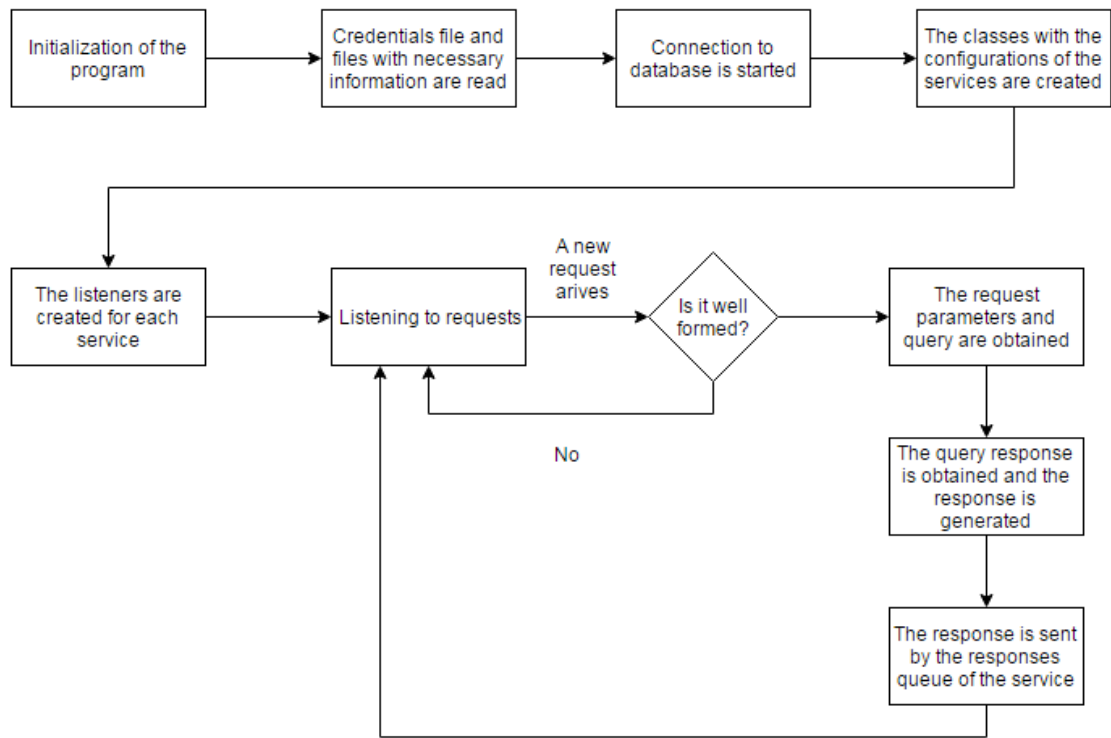 Initialization of the
program
Credentials file and
files with necessary
information are read
Connection to
database is started
The classes with the
configurations of the
services are created
The listeners are
created for each
service
Listening to requests
A new
request
arives
Is it well
formed?
The request
parameters and
query are obtained
No
The query response
is obtained and the
response is
generated
The response is sent
by the responses
queue of the service